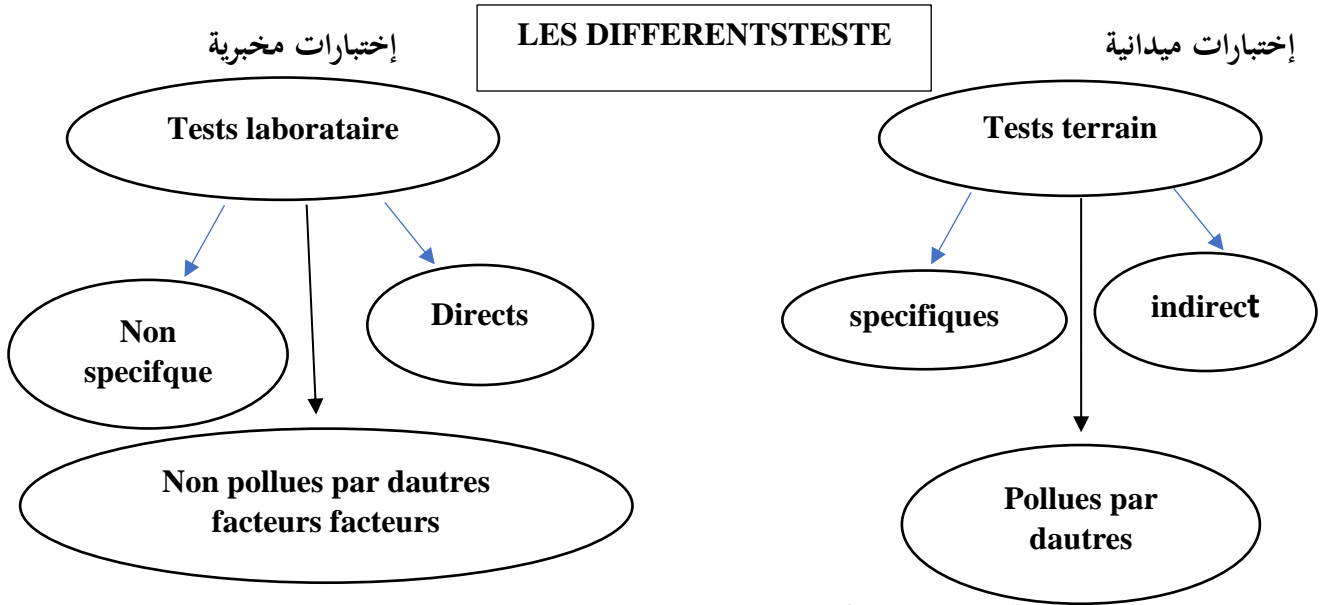 LES DIFFERENTSTESTE
إختبارات مخبرية
إختبارات ميدانية
Tests laborataire
Tests terrain
Non
specifque
Directs
specifiques
indirect
Non pollues par dautres
facteurs facteurs
Pollues par
dautres